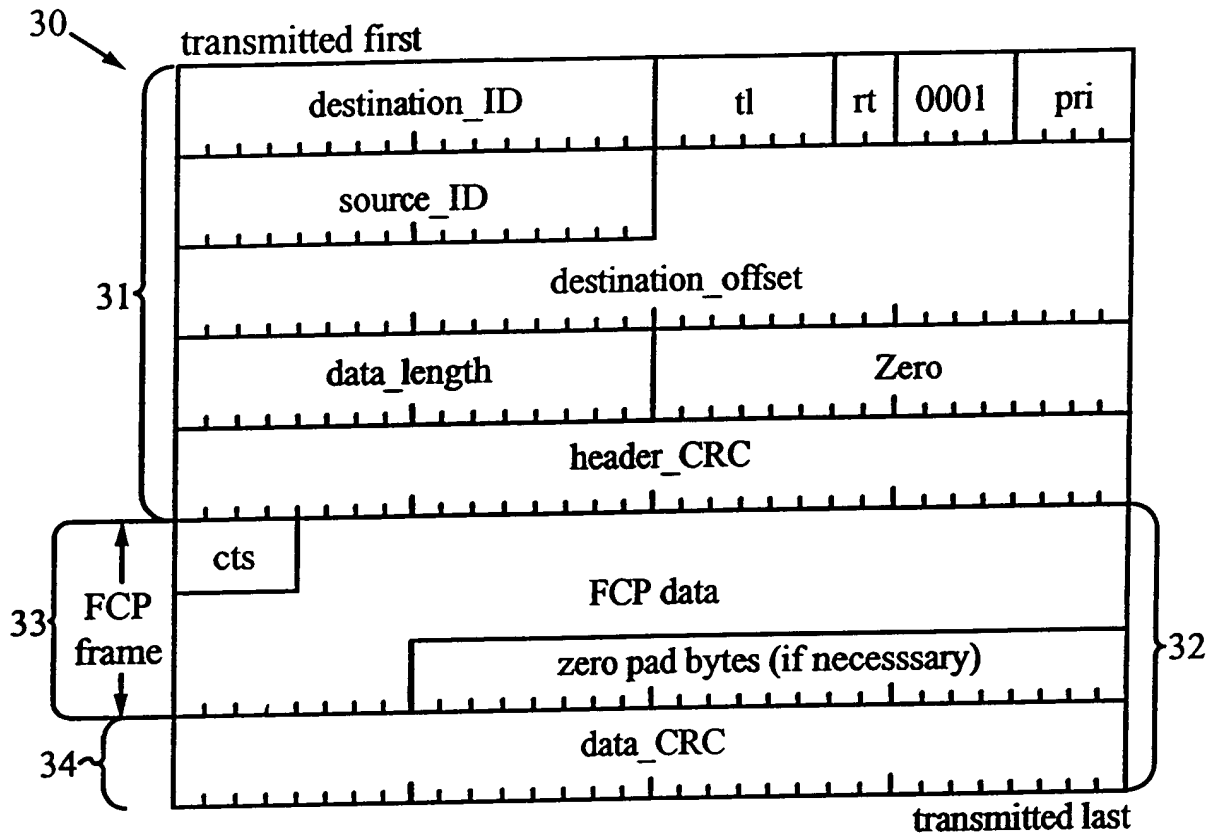 30
transmitted first
destination_ID tl rt 0001 pri
source_ID
31
destination_offset
data_length Zero
header_CRC
cts
33
FCP
frame
FCP data
32
zero pad bytes (if necesssary)
34
data_CRC
transmitted last